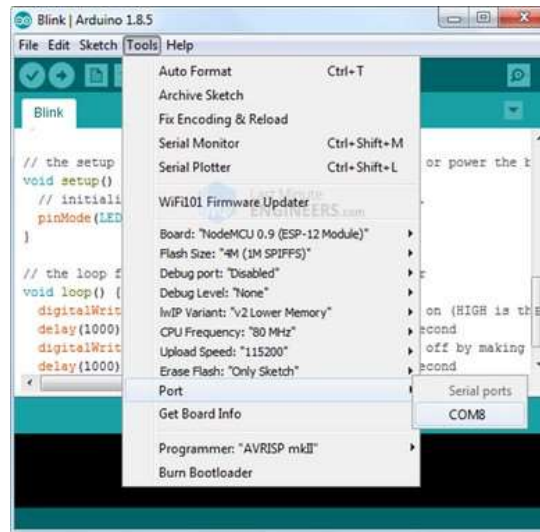 Blink | Arduino 1.8.5
File Edit Sketch Tools Help
Blink
Auto Format Ctrl+T
Archive Sketch
Fix Encoding & Reload
Serial Monitor Ctrl+Shift+M
Serial Plotter Ctrl+Shift+L
WiFi101 Firmware Updater
Last Minute
ENGINEERS.com
Board: "NodeMCU 0.9 (ESP-12 Module)"
Flash Size: "4M (1M SPIFFS)"
Debug port: "Disabled"
Debug Level: "None"
lwIP Variant: "v2 Lower Memory"
CPU Frequency: "80 MHz"
Upload Speed: "115200"
Erase Flash: "Only Sketch"
Port
Serial ports
COM8
Get Board Info
Programmer: "AVRISP mkII"
Burn Bootloader
// the setup or power the b
void setup()
// initiali
pinMode(LED
}
// the loop f
void loop() {
digitalWrit on (HIGH is the
delay(1000) econd
digitalWrit off by making
delay(1000) econd